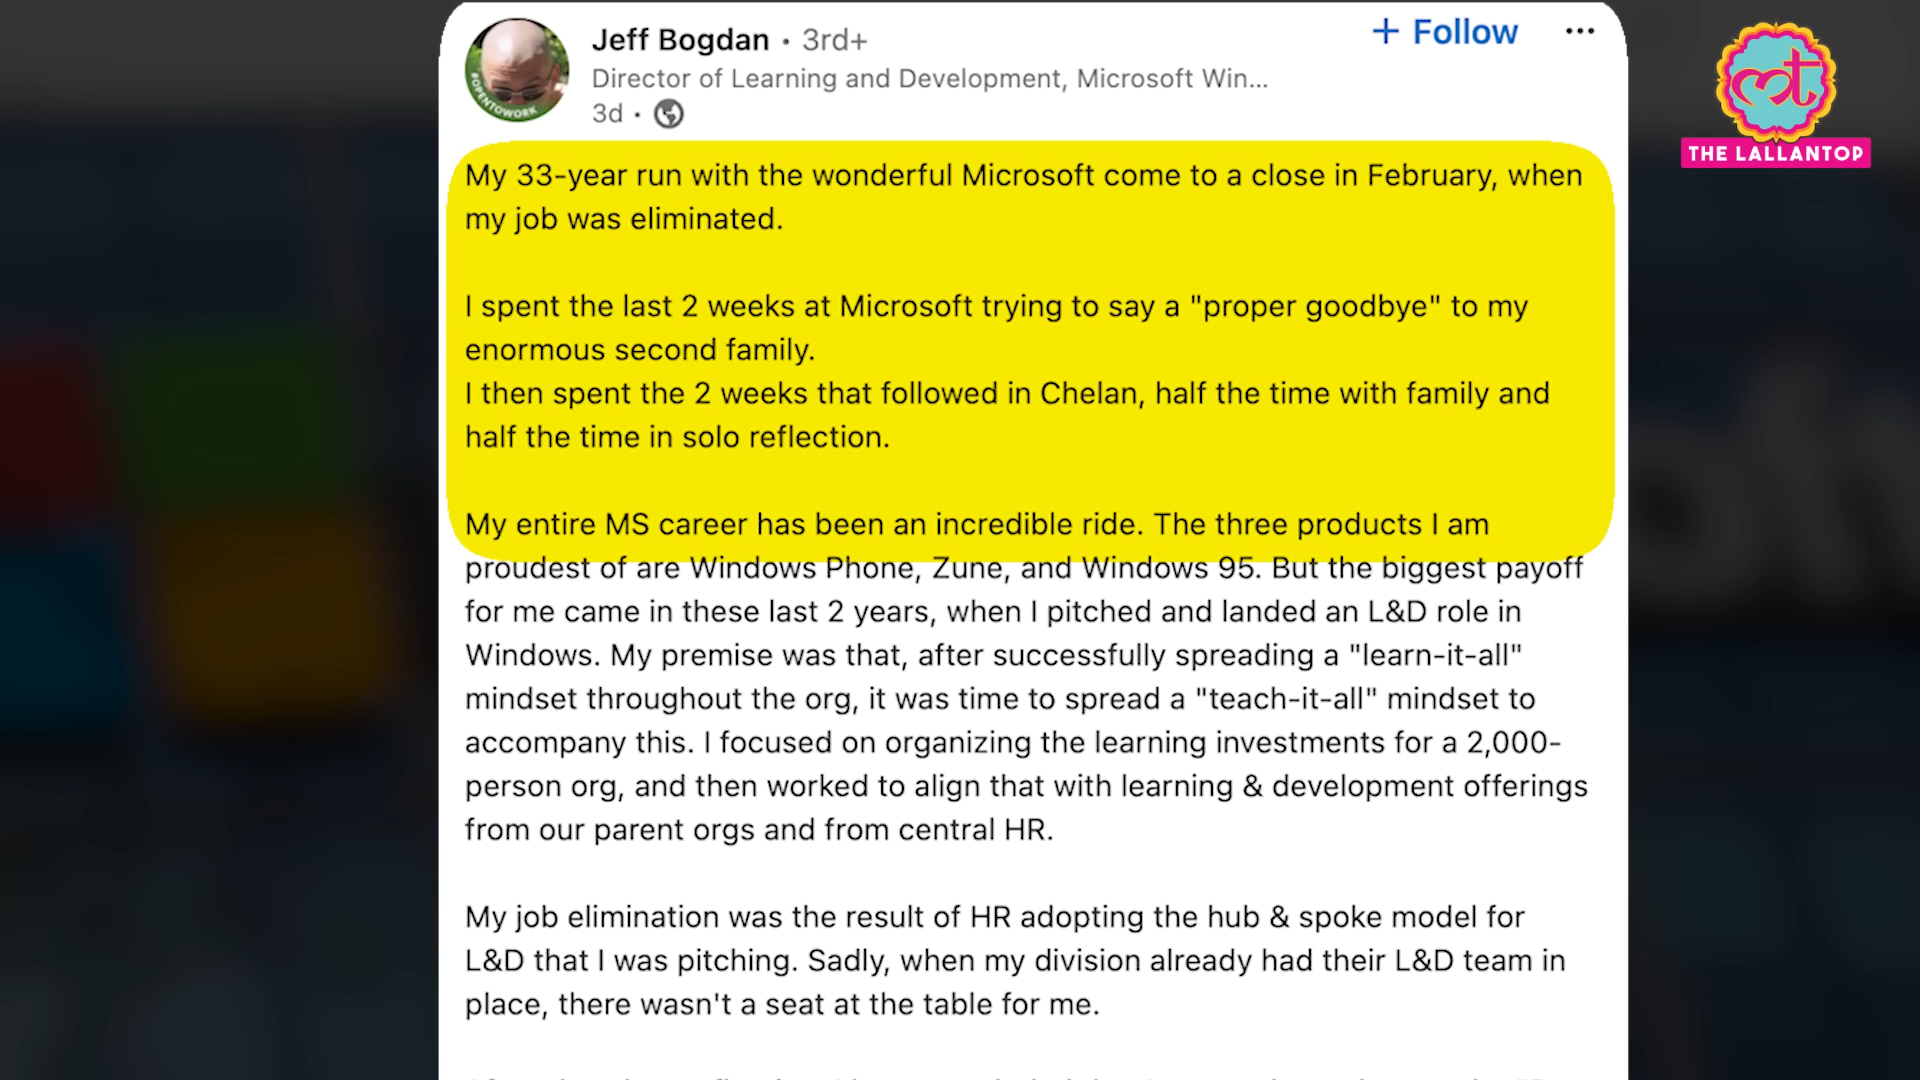 Jeff Bogdan • 3rd+
+ Follow
Director of Learning and Development, Microsoft Win...
3d •
#OPENTOWORK
THE LALLANTOP
My 33-year run with the wonderful Microsoft come to a close in February, when
my job was eliminated.
I spent the last 2 weeks at Microsoft trying to say a "proper goodbye" to my
enormous second family.
I then spent the 2 weeks that followed in Chelan, half the time with family and
half the time in solo reflection.
My entire MS career has been an incredible ride. The three products I am
proudest of are Windows Phone, Zune, and Windows 95. But the biggest payoff
for me came in these last 2 years, when I pitched and landed an L&D role in
Windows. My premise was that, after successfully spreading a "learn-it-all"
mindset throughout the org, it was time to spread a "teach-it-all" mindset to
accompany this. I focused on organizing the learning investments for a 2,000-
person org, and then worked to align that with learning & development offerings
from our parent orgs and from central HR.
My job elimination was the result of HR adopting the hub & spoke model for
L&D that I was pitching. Sadly, when my division already had their L&D team in
place, there wasn't a seat at the table for me.